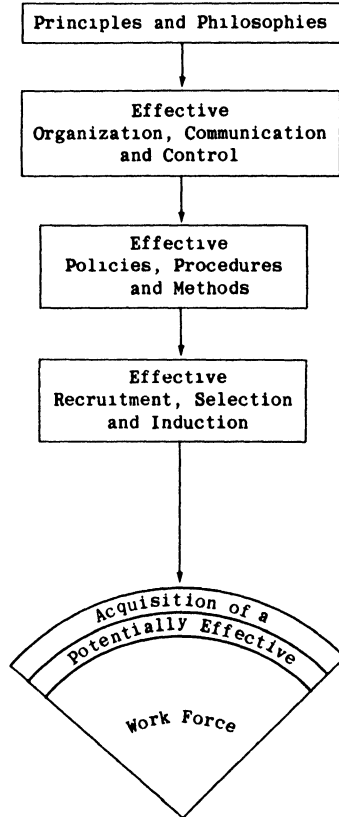 Principles and Philosophies
Effective
Organization, Communication
and Control
Effective
Policies, Procedures
and Methods
Effective
Recruitment, Selection
and Induction
Acquisition of a
Potentially Effective
Work Force